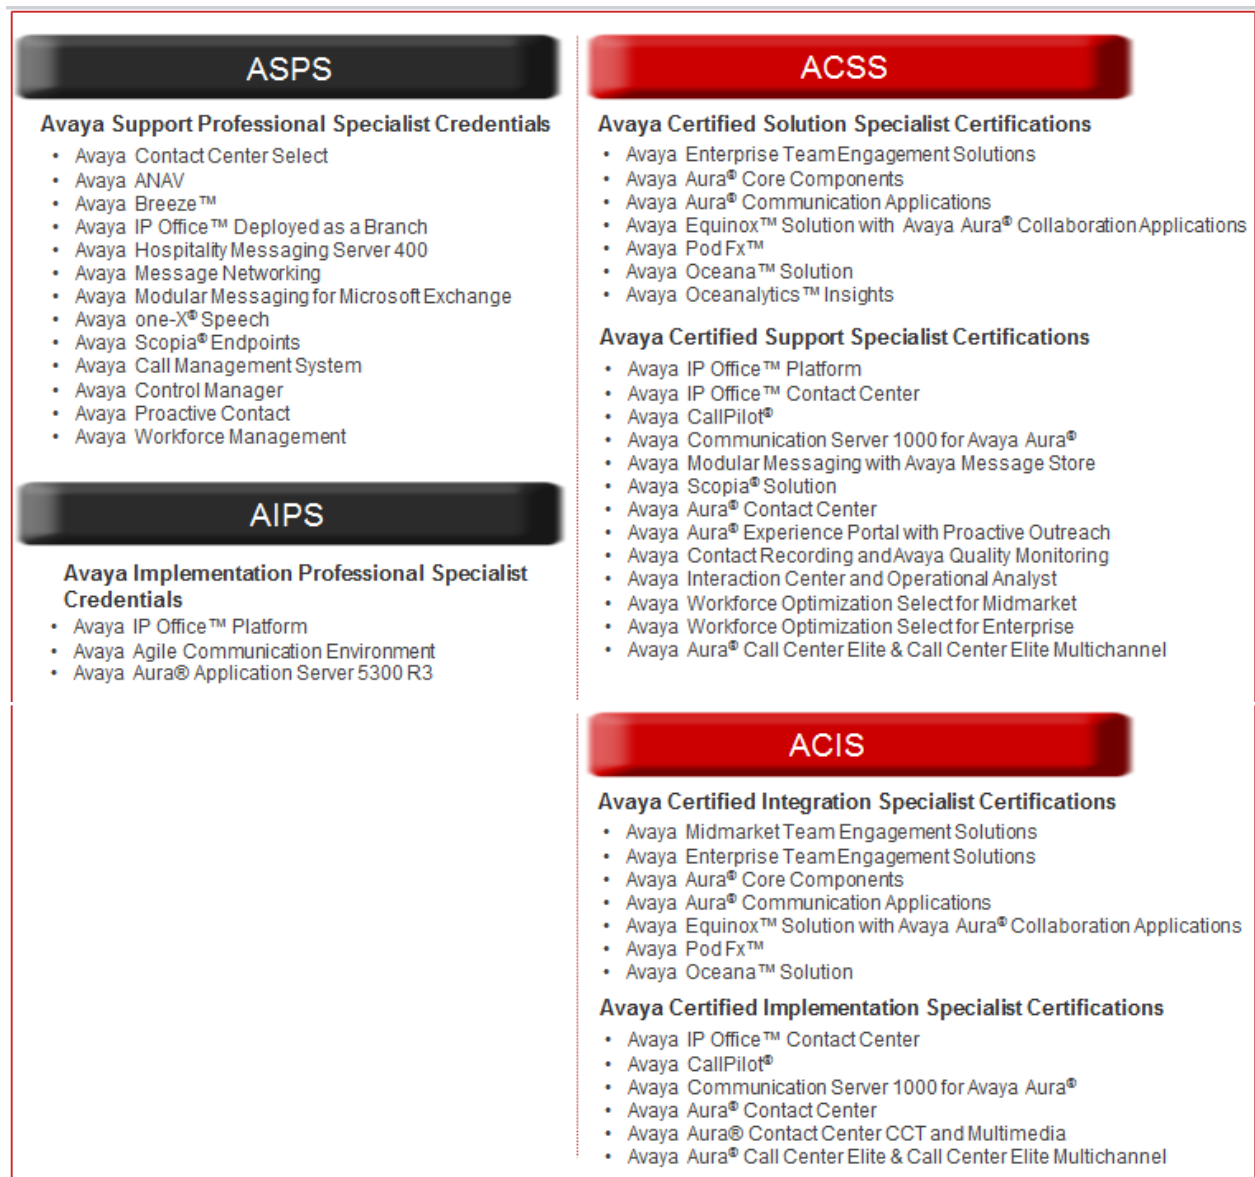 ASPS
Avaya Support Professional Specialist Credentials
• Avaya Contact Center Select
• Avaya ANAV
• Avaya Breeze™
• Avaya IP Office™ Deployed as a Branch
• Avaya Hospitality Messaging Server 400
• Avaya Message Networking
• Avaya Modular Messaging for Microsoft Exchange
• Avaya one-X® Speech
• Avaya Scopia® Endpoints
• Avaya Call Management System
• Avaya Control Manager
• Avaya Proactive Contact
• Avaya Workforce Management
AIPS
Avaya Implementation Professional Specialist
Credentials
• Avaya IP Office™ Platform
• Avaya Agile Communication Environment
• Avaya Aura® Application Server 5300 R3
ACSS
Avaya Certified Solution Specialist Certifications
• Avaya Enterprise Team Engagement Solutions
• Avaya Aura® Core Components
• Avaya Aura® Communication Applications
• Avaya Equinox™ Solution with Avaya Aura® Collaboration Applications
• Avaya Pod Fx™
• Avaya Oceana™ Solution
• Avaya Oceanalytics™ Insights
Avaya Certified Support Specialist Certifications
• Avaya IP Office™ Platform
• Avaya IP Office™ Contact Center
• Avaya CallPilot®
• Avaya Communication Server 1000 for Avaya Aura®
• Avaya Modular Messaging with Avaya Message Store
• Avaya Scopia® Solution
• Avaya Aura® Contact Center
• Avaya Aura® Experience Portal with Proactive Outreach
• Avaya Contact Recording and Avaya Quality Monitoring
• Avaya Interaction Center and Operational Analyst
• Avaya Workforce Optimization Select for Midmarket
• Avaya Workforce Optimization Select for Enterprise
• Avaya Aura® Call Center Elite & Call Center Elite Multichannel
ACIS
Avaya Certified Integration Specialist Certifications
• Avaya Midmarket Team Engagement Solutions
• Avaya Enterprise Team Engagement Solutions
• Avaya Aura® Core Components
• Avaya Aura® Communication Applications
• Avaya Equinox™ Solution with Avaya Aura® Collaboration Applications
• Avaya Pod Fx™
• Avaya Oceana™ Solution
Avaya Certified Implementation Specialist Certifications
• Avaya IP Office™ Contact Center
• Avaya CallPilot®
• Avaya Communication Server 1000 for Avaya Aura®
• Avaya Aura® Contact Center
• Avaya Aura® Contact Center CCT and Multimedia
• Avaya Aura® Call Center Elite & Call Center Elite Multichannel